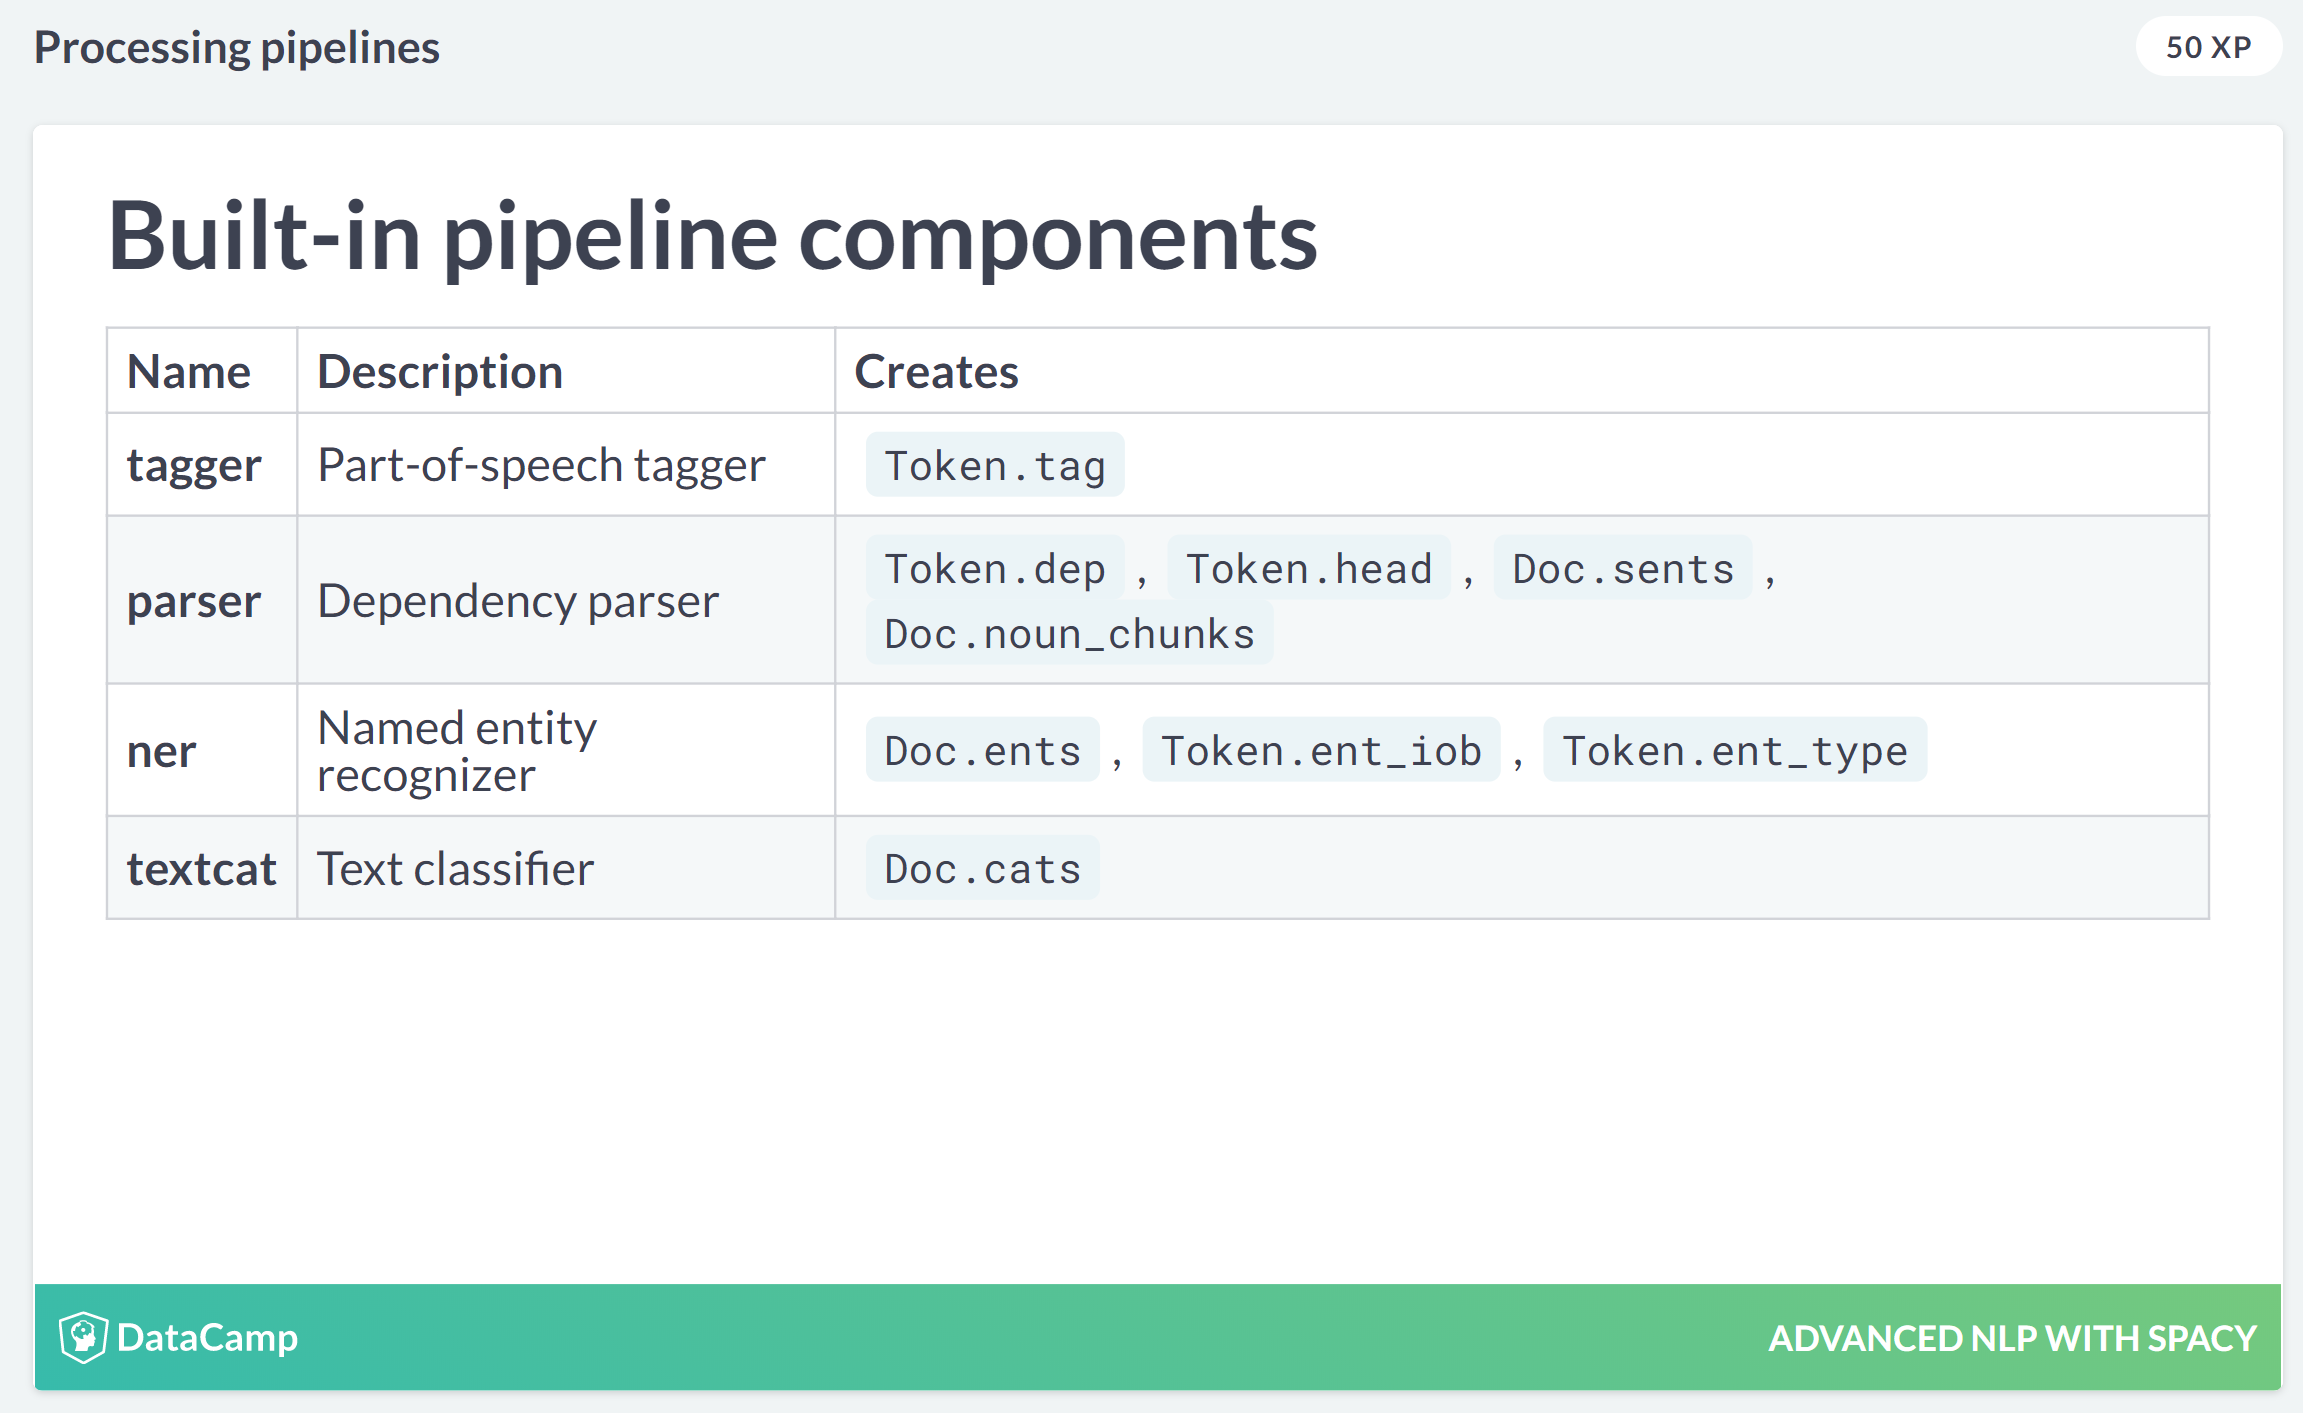 Processing pipelines
50 XP
Built-in pipeline components
Name Description Creates
tagger Part-of-speech tagger Token.tag
parser Dependency parser Token.dep , Token.head , Doc.sents ,
Doc.noun_chunks
ner Named entity
recognizer Doc.ents , Token.ent_iob , Token.ent_type
textcat Text classifier Doc.cats
DataCamp
ADVANCED NLP WITH SPACY